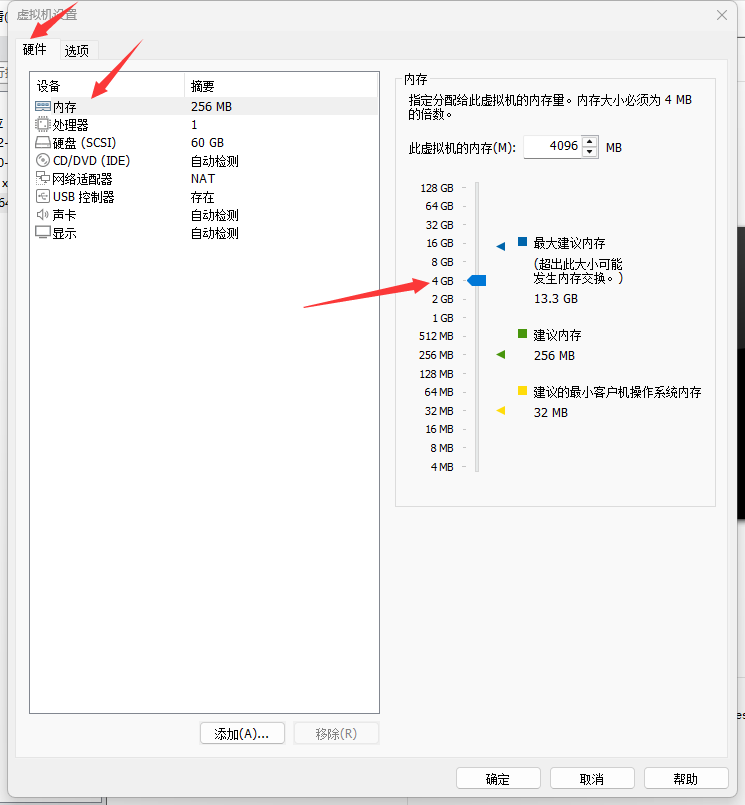 虚拟机设置
硬件 选项
设备 摘要
内存 256 MB
处理器 1
硬盘 (SCSI) 60 GB
CD/DVD (IDE) 自动检测
网络适配器 NAT
USB 控制器 存在
声卡 自动检测
显示 自动检测
添加(A)... 移除(R)
内存
指定分配给此虚拟机的内存量。内存大小必须为 4 MB
的倍数。
此虚拟机的内存(M): 4096 MB
128 GB
64 GB
32 GB
16 GB
8 GB
4 GB
2 GB
1 GB
512 MB
256 MB
128 MB
64 MB
32 MB
16 MB
8 MB
4 MB
最大建议内存
(超出此大小可能
发生内存交换。)
13.3 GB
建议内存
256 MB
建议的最小客户机操作系统内存
32 MB
确定 取消 帮助